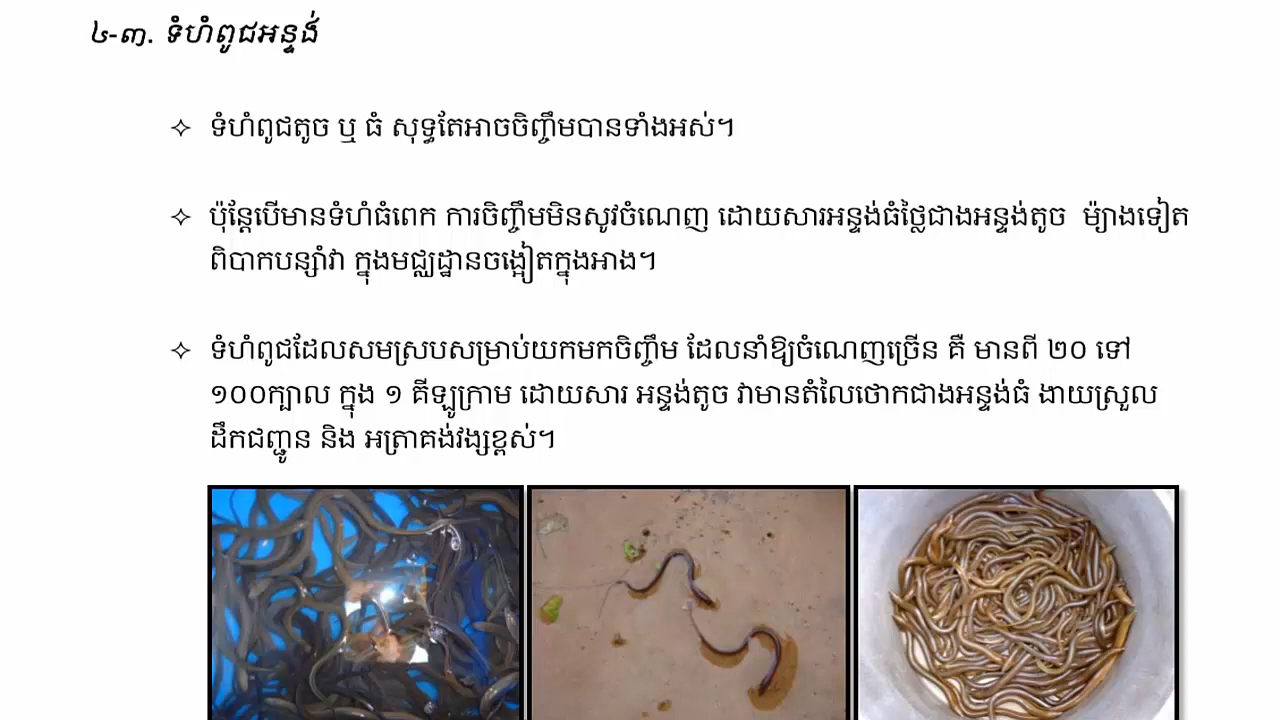 ៤-៣. ទំហំពូជអន្ទង់
✧ ទំហំពូជតូច ឬ ធំ សុទ្ធតែអាចចិញ្ចឹមបានទាំងអស់។
✧ ប៉ុន្តែបើមានទំហំធំពេក ការចិញ្ចឹមមិនសូវចំណេញ ដោយសារអន្ទង់ធំថ្លៃជាងអន្ទង់តូច ម៉្យាងទៀត
ពិបាកបន្សាំវា ក្នុងមជ្ឈដ្ឋានចង្អៀតក្នុងអាង។
✧ ទំហំពូជដែលសមស្របសម្រាប់យកមកចិញ្ចឹម ដែលនាំឱ្យចំណេញច្រើន គឺ មានពី ២០ ទៅ
១០០ក្បាល ក្នុង ១ គីឡូក្រាម ដោយសារ អន្ទង់តូច វាមានតំលៃថោកជាងអន្ទង់ធំ ងាយស្រួល
ដឹកជញ្ជូន និង អត្រាគង់វង្សខ្ពស់។